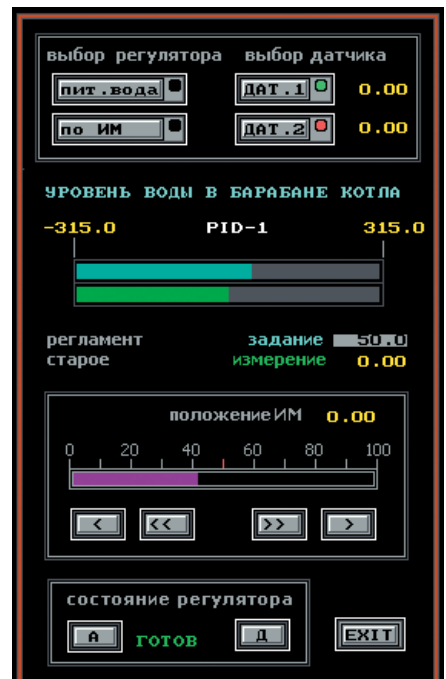 выбор регулятора выбор датчика
пит.вода ДАТ.1 0.00
по ИМ ДАТ.2 0.00
УРОВЕНЬ ВОДЫ В БАРАБАНЕ КОТЛА
-315.0 PID-1 315.0
регламент задание 50.0
старое измерение 0.00
положение ИМ 0.00
0 20 40 60 80 100
< << >> >
состояние регулятора
А ГОТОВ Д EXIT